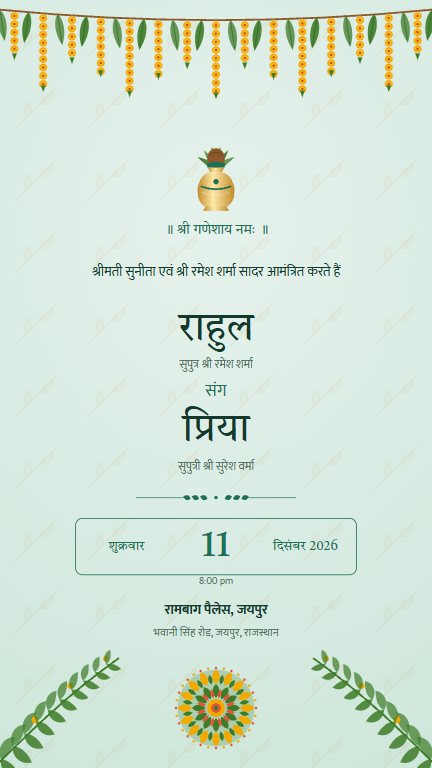 ॥ श्री गणेशाय नमः ॥
श्रीमती सुनीता एवं श्री रमेश शर्मा सादर आमंत्रित करते हैं
राहुल
सुपुत्र श्री रमेश शर्मा
संग
प्रिया
सुपुत्री श्री सुरेश वर्मा
शुक्रवार 11 दिसंबर 2026
8:00 pm
रामबाग पैलेस, जयपुर
भवानी सिंह रोड, जयपुर, राजस्थान